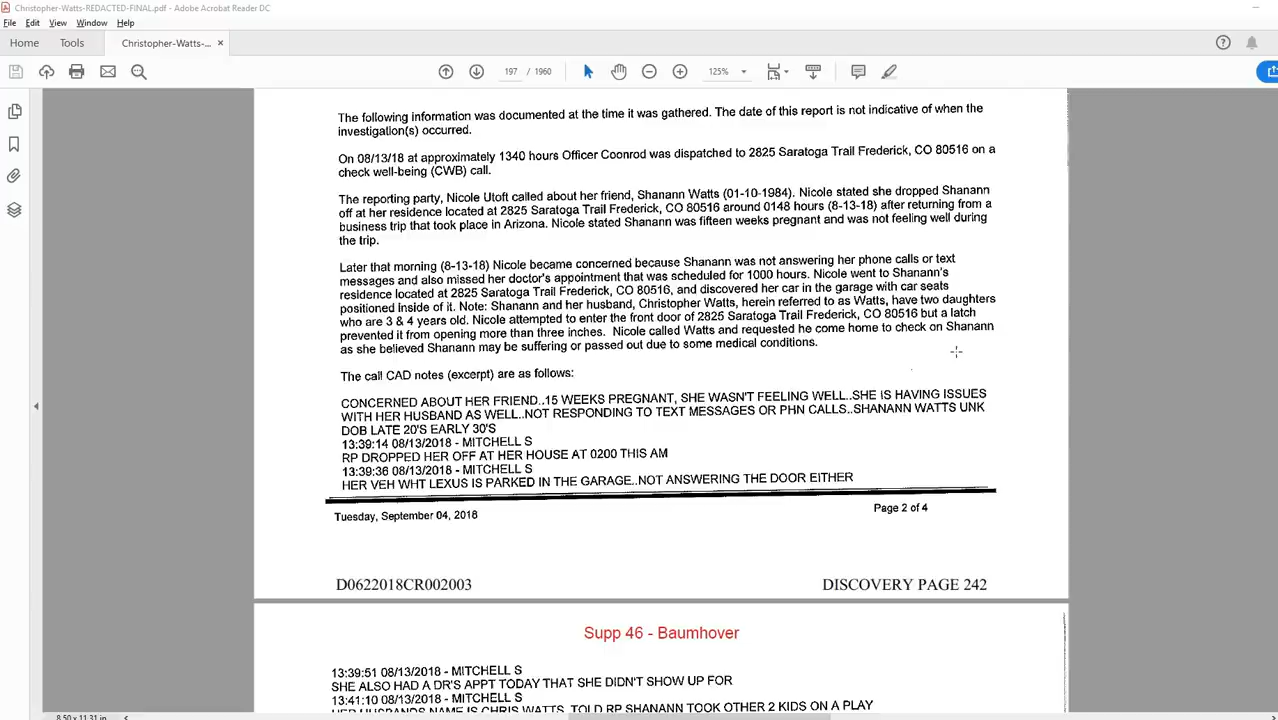 Christopher-Watts-REDACTED-FINAL.pdf - Adobe Acrobat Reader DC
File Edit View Window Help
Home Tools Christopher-Watts-... ×
197 / 1960 125%
The following information was documented at the time it was gathered. The date of this report is not indicative of when the
investigation(s) occurred.
On 08/13/18 at approximately 1340 hours Officer Coonrod was dispatched to 2825 Saratoga Trail Frederick, CO 80516 on a
check well-being (CWB) call.
The reporting party, Nicole Utoft called about her friend, Shanann Watts (01-10-1984). Nicole stated she dropped Shanann
off at her residence located at 2825 Saratoga Trail Frederick, CO 80516 around 0148 hours (8-13-18) after returning from a
business trip that took place in Arizona. Nicole stated Shanann was fifteen weeks pregnant and was not feeling well during
the trip.
Later that morning (8-13-18) Nicole became concerned because Shanann was not answering her phone calls or text
messages and also missed her doctor's appointment that was scheduled for 1000 hours. Nicole went to Shanann's
residence located at 2825 Saratoga Trail Frederick, CO 80516, and discovered her car in the garage with car seats
positioned inside of it. Note: Shanann and her husband, Christopher Watts, herein referred to as Watts, have two daughters
who are 3 & 4 years old. Nicole attempted to enter the front door of 2825 Saratoga Trail Frederick, CO 80516 but a latch
prevented it from opening more than three inches. Nicole called Watts and requested he come home to check on Shanann
as she believed Shanann may be suffering or passed out due to some medical conditions.
The call CAD notes (excerpt) are as follows:
CONCERNED ABOUT HER FRIEND..15 WEEKS PREGNANT, SHE WASN'T FEELING WELL..SHE IS HAVING ISSUES
WITH HER HUSBAND AS WELL..NOT RESPONDING TO TEXT MESSAGES OR PHN CALLS..SHANANN WATTS UNK
DOB LATE 20'S EARLY 30'S
13:39:14 08/13/2018 - MITCHELL S
RP DROPPED HER OFF AT HER HOUSE AT 0200 THIS AM
13:39:36 08/13/2018 - MITCHELL S
HER VEH WHT LEXUS IS PARKED IN THE GARAGE..NOT ANSWERING THE DOOR EITHER
Tuesday, September 04, 2018 Page 2 of 4
D0622018CR002003 DISCOVERY PAGE 242
Supp 46 - Baumhover
13:39:51 08/13/2018 - MITCHELL S
SHE ALSO HAD A DR'S APPT TODAY THAT SHE DIDN'T SHOW UP FOR
13:41:10 08/13/2018 - MITCHELL S
HER HUSBANDS NAME IS CHRIS WATTS TOLD RP SHANANN TOOK OTHER 2 KIDS ON A PLAY
8.50 x 11.31 in